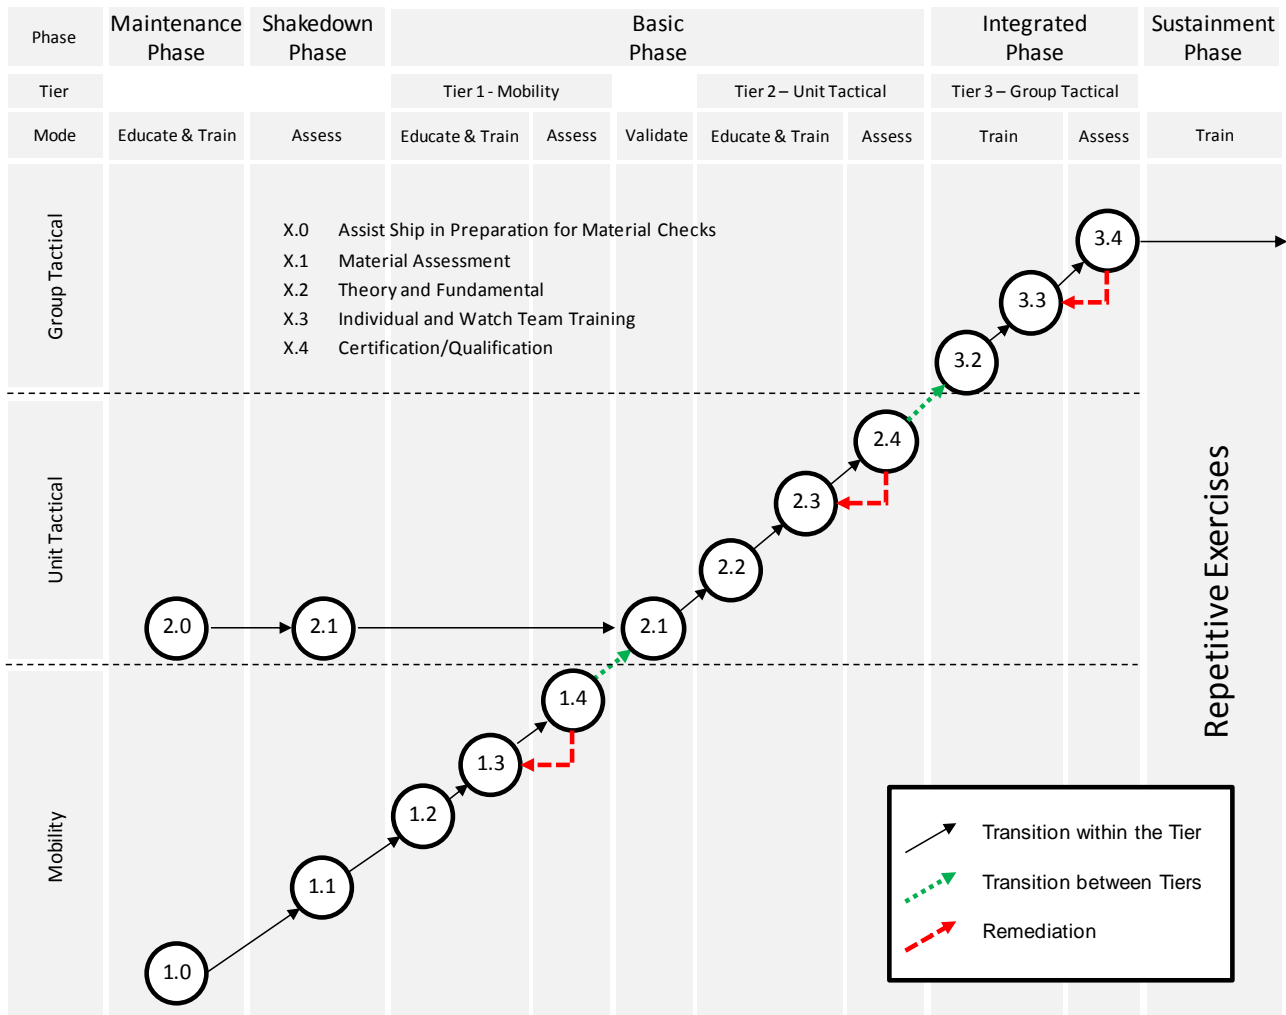 Phase
Maintenance
Phase
Shakedown
Phase
Basic
Phase
Integrated
Phase
Sustainment
Phase
Tier
Tier 1 - Mobility
Tier 2 – Unit Tactical
Tier 3 – Group Tactical
Mode
Educate & Train
Assess
Educate & Train
Assess
Validate
Educate & Train
Assess
Train
Assess
Train
Group Tactical
X.0 Assist Ship in Preparation for Material Checks
X.1 Material Assessment
X.2 Theory and Fundamental
X.3 Individual and Watch Team Training
X.4 Certification/Qualification
3.4
3.3
3.2
Unit Tactical
2.4
2.3
2.2
2.0
2.1
2.1
Repetitive Exercises
Mobility
1.4
1.3
1.2
1.1
1.0
Transition within the Tier
Transition between Tiers
Remediation